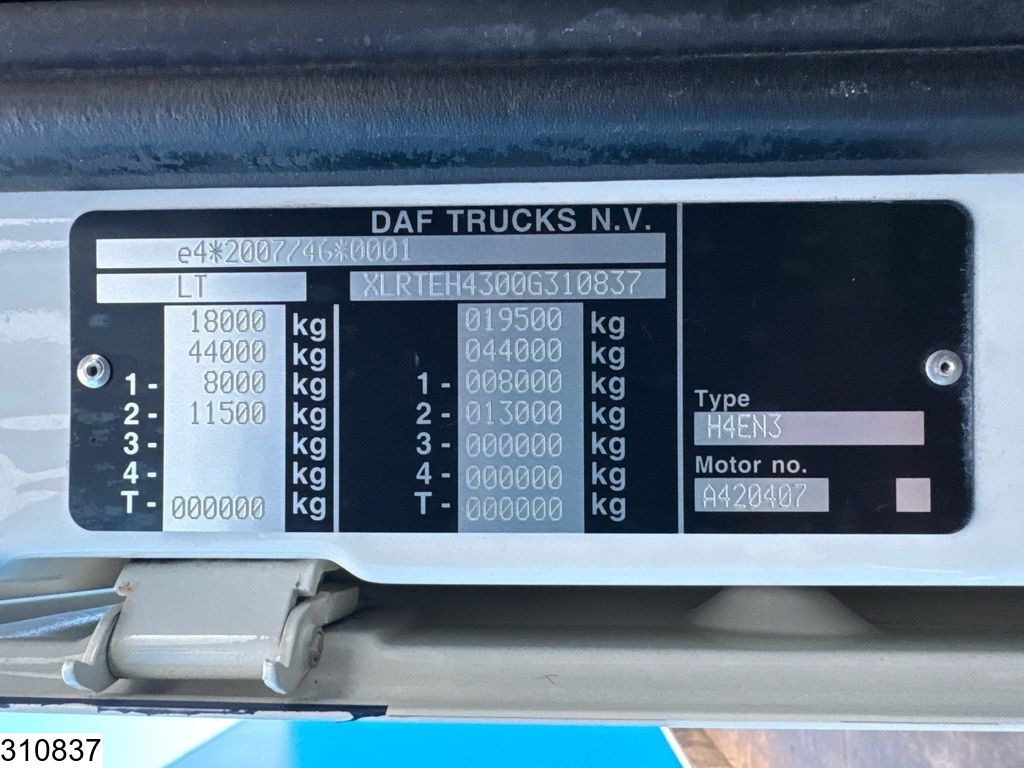 DAF TRUCKS N.V.
e4*2007/46*0001
LT XLRTEH4300G310837
18000 kg 019500 kg
44000 kg 044000 kg
1- 8000 kg 1- 008000 kg
2- 11500 kg 2- 013000 kg
3- kg 3- 000000 kg
4- kg 4- 000000 kg
T- 000000 kg T- 000000 kg
Type
H4EN3
Motor no.
A420407
310837